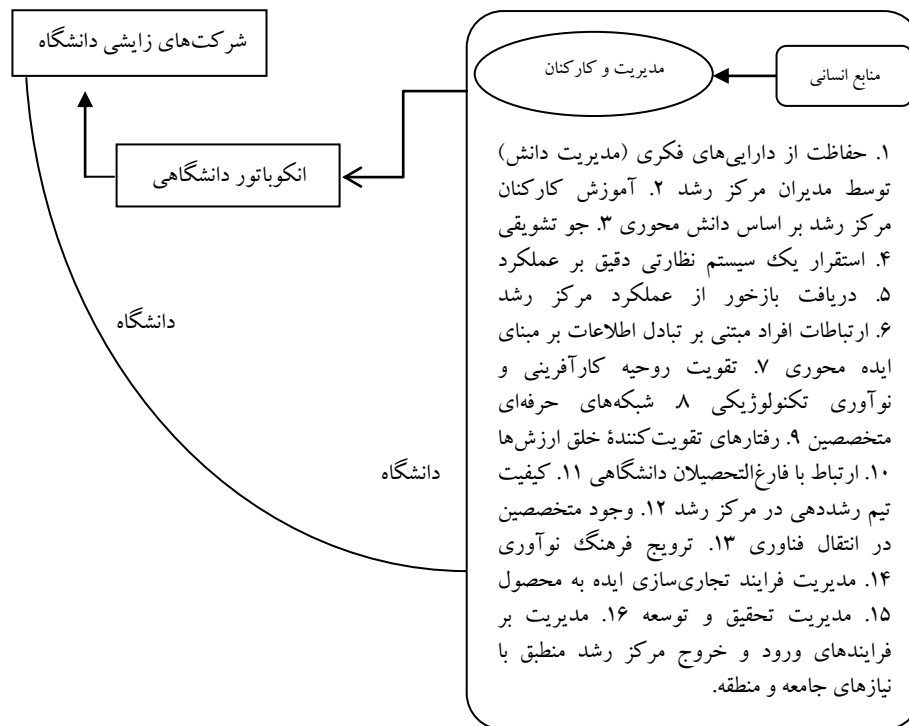 شرکت‌های زایشی دانشگاه
مدیریت و کارکنان
منابع انسانی
انکوباتور دانشگاهی
۱. حفاظت از دارایی‌های فکری (مدیریت دانش)
توسط مدیران مرکز رشد ۲. آموزش کارکنان
مرکز رشد بر اساس دانش محوری ۳. جو تشویقی
۴. استقرار یک سیستم نظارتی دقیق بر عملکرد
۵. دریافت بازخور از عملکرد مرکز رشد
۶. ارتباطات افراد مبتنی بر تبادل اطلاعات بر مبنای
ایده محوری ۷. تقویت روحیه کارآفرینی و
نوآوری تکنولوژیکی ۸. شبکه‌های حرفه‌ای
متخصصین ۹. رفتارهای تقویت‌کنندۀ خلق ارزش‌ها
۱۰. ارتباط با فارغ‌التحصیلان دانشگاهی ۱۱. کیفیت
تیم رشددهی در مرکز رشد ۱۲. وجود متخصصین
در انتقال فناوری ۱۳. ترویج فرهنگ نوآوری
۱۴. مدیریت فرایند تجاری‌سازی ایده به محصول
۱۵. مدیریت تحقیق و توسعه ۱۶. مدیریت بر
فرایندهای ورود و خروج مرکز رشد منطبق با
نیازهای جامعه و منطقه.
دانشگاه
دانشگاه